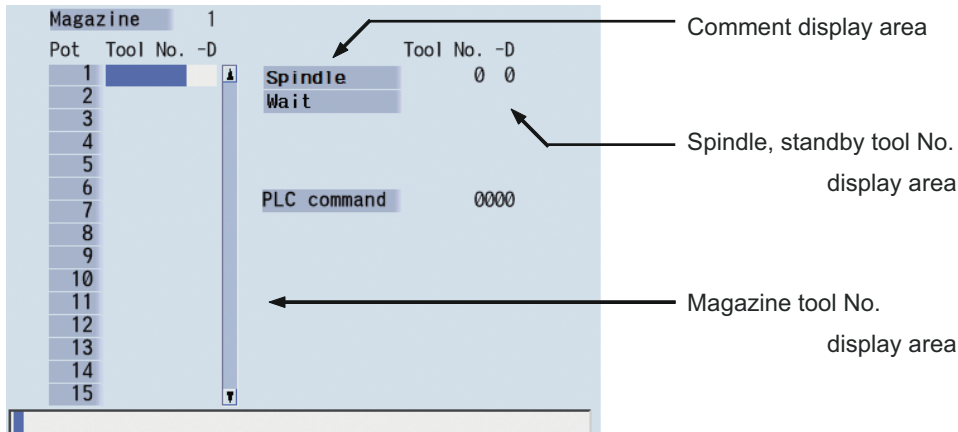 Magazine 1
Pot Tool No. -D
1
2
3
4
5
6
7
8
9
10
11
12
13
14
15
Tool No. -D
Spindle 0 0
Wait
PLC command 0000
Comment display area
Spindle, standby tool No.
display area
Magazine tool No.
display area